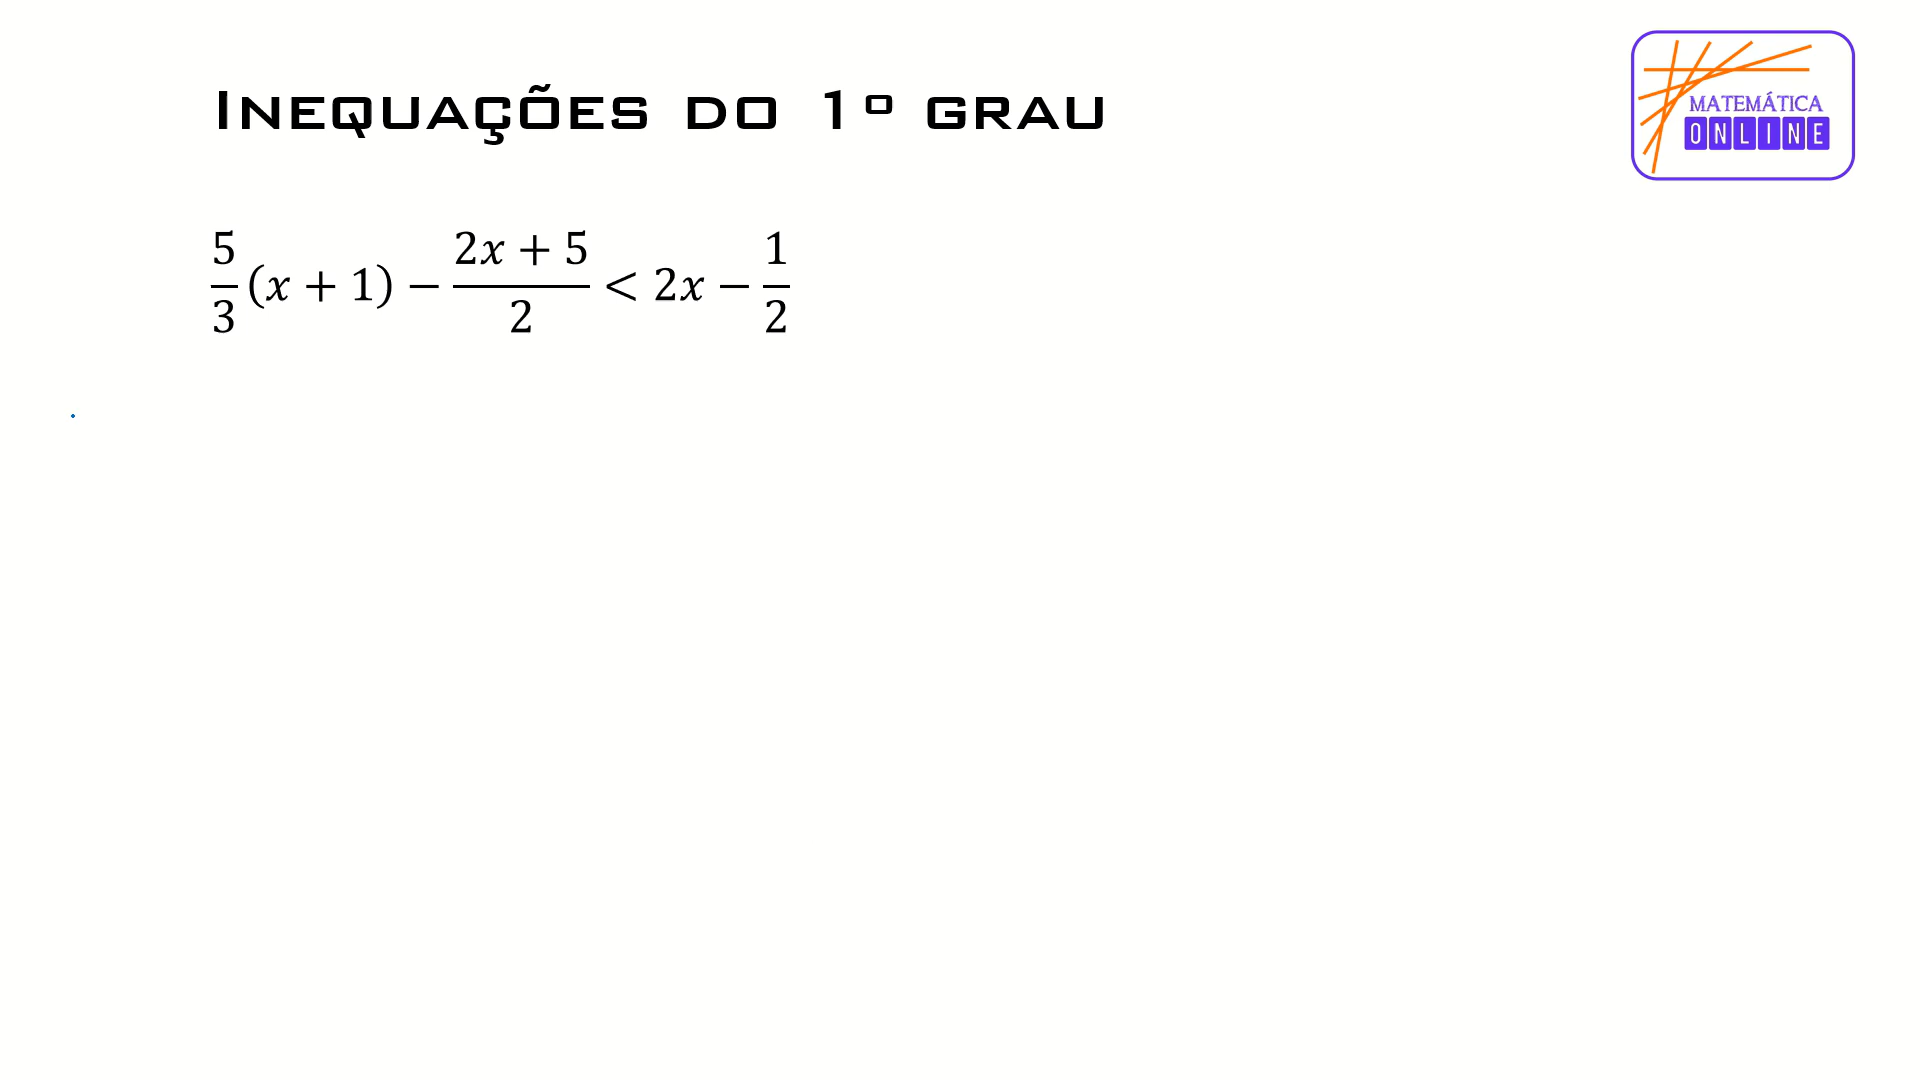 Inequações do 1º grau
MATEMÁTICA
ONLINE
5/3 (x + 1) − (2x + 5)/2 < 2x − 1/2